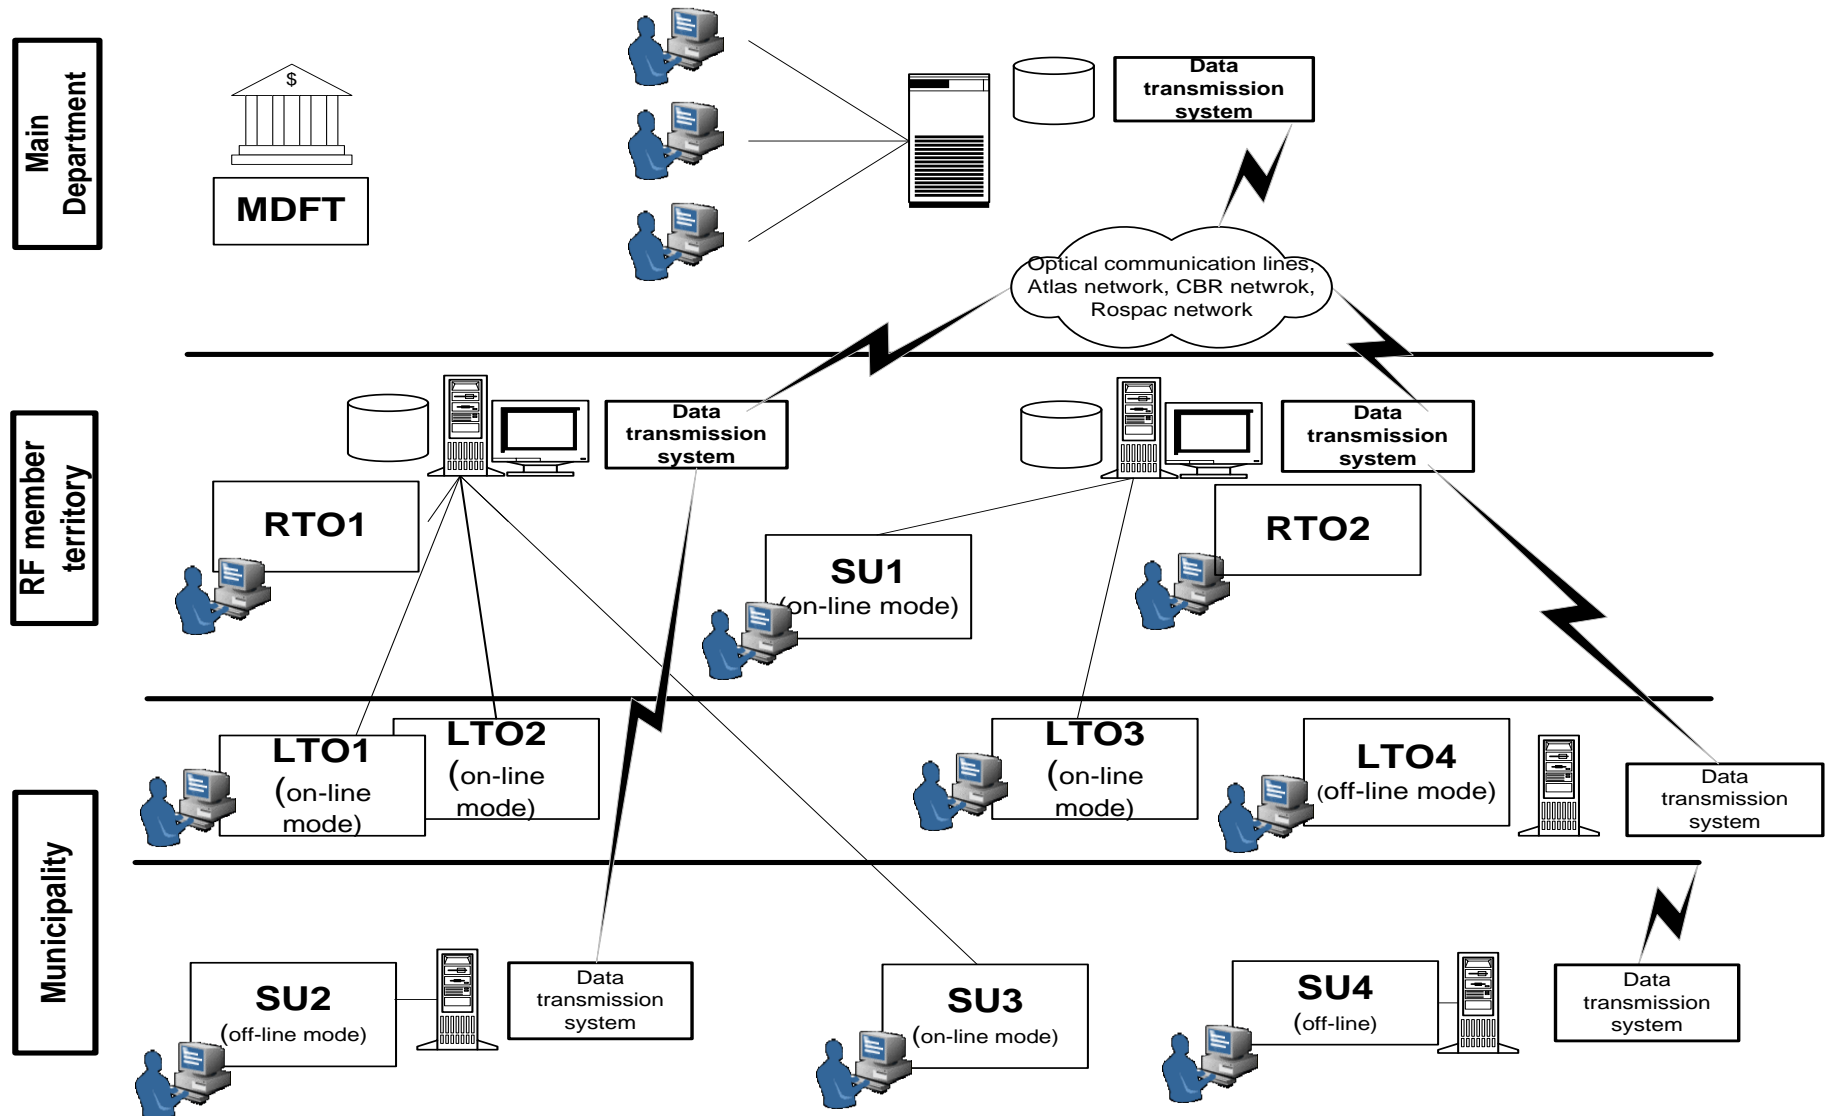 Main
Department
$
MDFT
Data
transmission
system
Optical communication lines,
Atlas network, CBR netwrok,
Rospac network
RF member
territory
Data
transmission
system
Data
transmission
system
RTO1
SU1
(on-line mode)
RTO2
Municipality
LTO1
(on-line
mode)
LTO2
(on-line
mode)
LTO3
(on-line
mode)
LTO4
(off-line mode)
Data
transmission
system
SU2
(off-line mode)
Data
transmission
system
SU3
(on-line mode)
SU4
(off-line)
Data
transmission
system